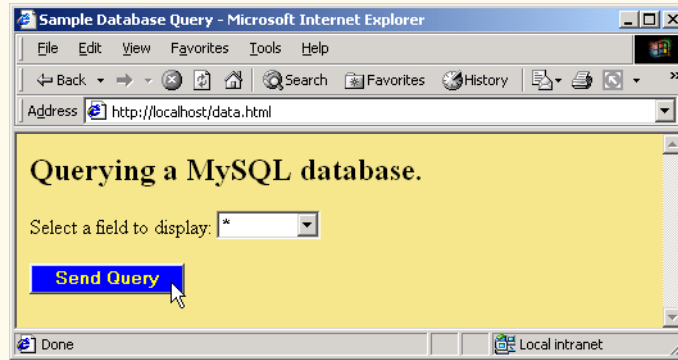 Sample Database Query - Microsoft Internet Explorer
File Edit View Favorites Tools Help
Back Search Favorites History »
Address http://localhost/data.html
Querying a MySQL database.
Select a field to display: *
Send Query
Done Local intranet